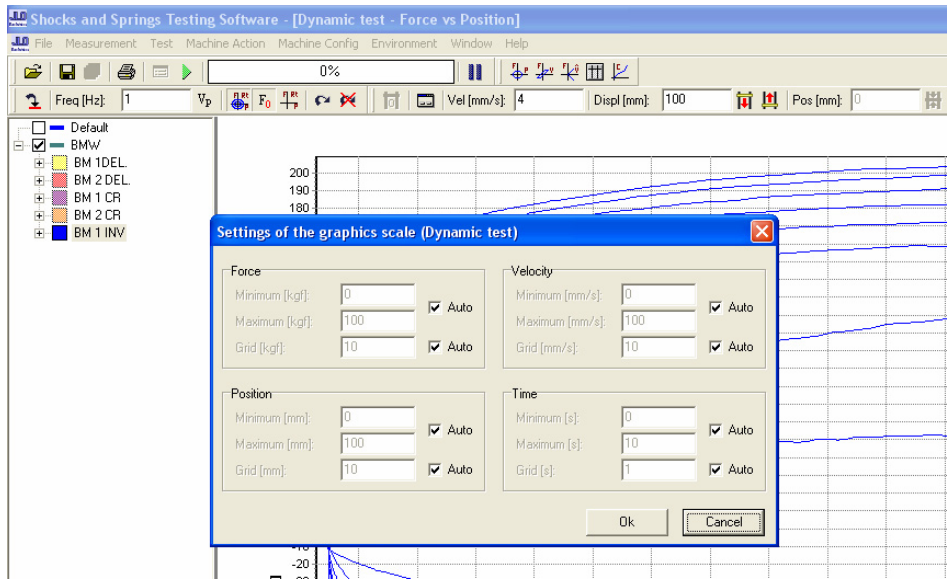 Shocks and Springs Testing Software - [Dynamic test - Force vs Position]
File Measurement Test Machine Action Machine Config Environment Window Help
0%
Freq [Hz]: 1 Vp F0 Vel [mm/s]: 4 Displ [mm]: 100 Pos [mm]: 0
Default
BMW
BM 1DEL.
BM 2 DEL.
BM 1 CR
BM 2 CR
BM 1 INV
200
190
180
Settings of the graphics scale (Dynamic test)
Force
Minimum [kgf]: 0
Auto
Maximum [kgf]: 100
Grid [kgf]: 10 Auto
Velocity
Minimum [mm/s]: 0
Auto
Maximum [mm/s]: 100
Grid [mm/s]: 10 Auto
Position
Minimum [mm]: 0
Auto
Maximum [mm]: 100
Grid [mm]: 10 Auto
Time
Minimum [s]: 0
Auto
Maximum [s]: 10
Grid [s]: 1 Auto
Ok Cancel
-10
-20